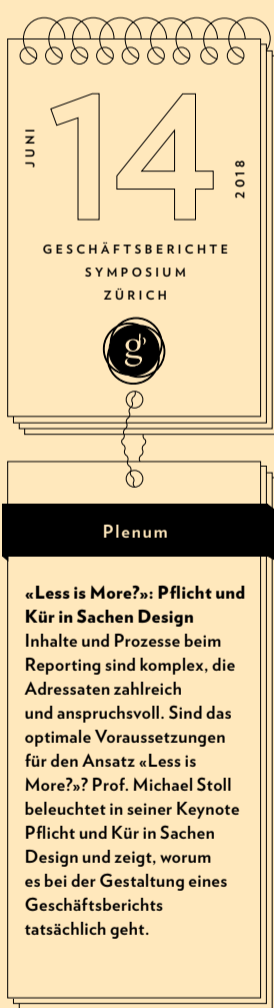 JUNI
14
2018
GESCHÄFTSBERICHTE
SYMPOSIUM
ZÜRICH
g
Plenum
«Less is More?»: Pflicht und
Kür in Sachen Design
Inhalte und Prozesse beim
Reporting sind komplex, die
Adressaten zahlreich
und anspruchsvoll. Sind das
optimale Voraussetzungen
für den Ansatz «Less is
More?»? Prof. Michael Stoll
beleuchtet in seiner Keynote
Pflicht und Kür in Sachen
Design und zeigt, worum
es bei der Gestaltung eines
Geschäftsberichts
tatsächlich geht.